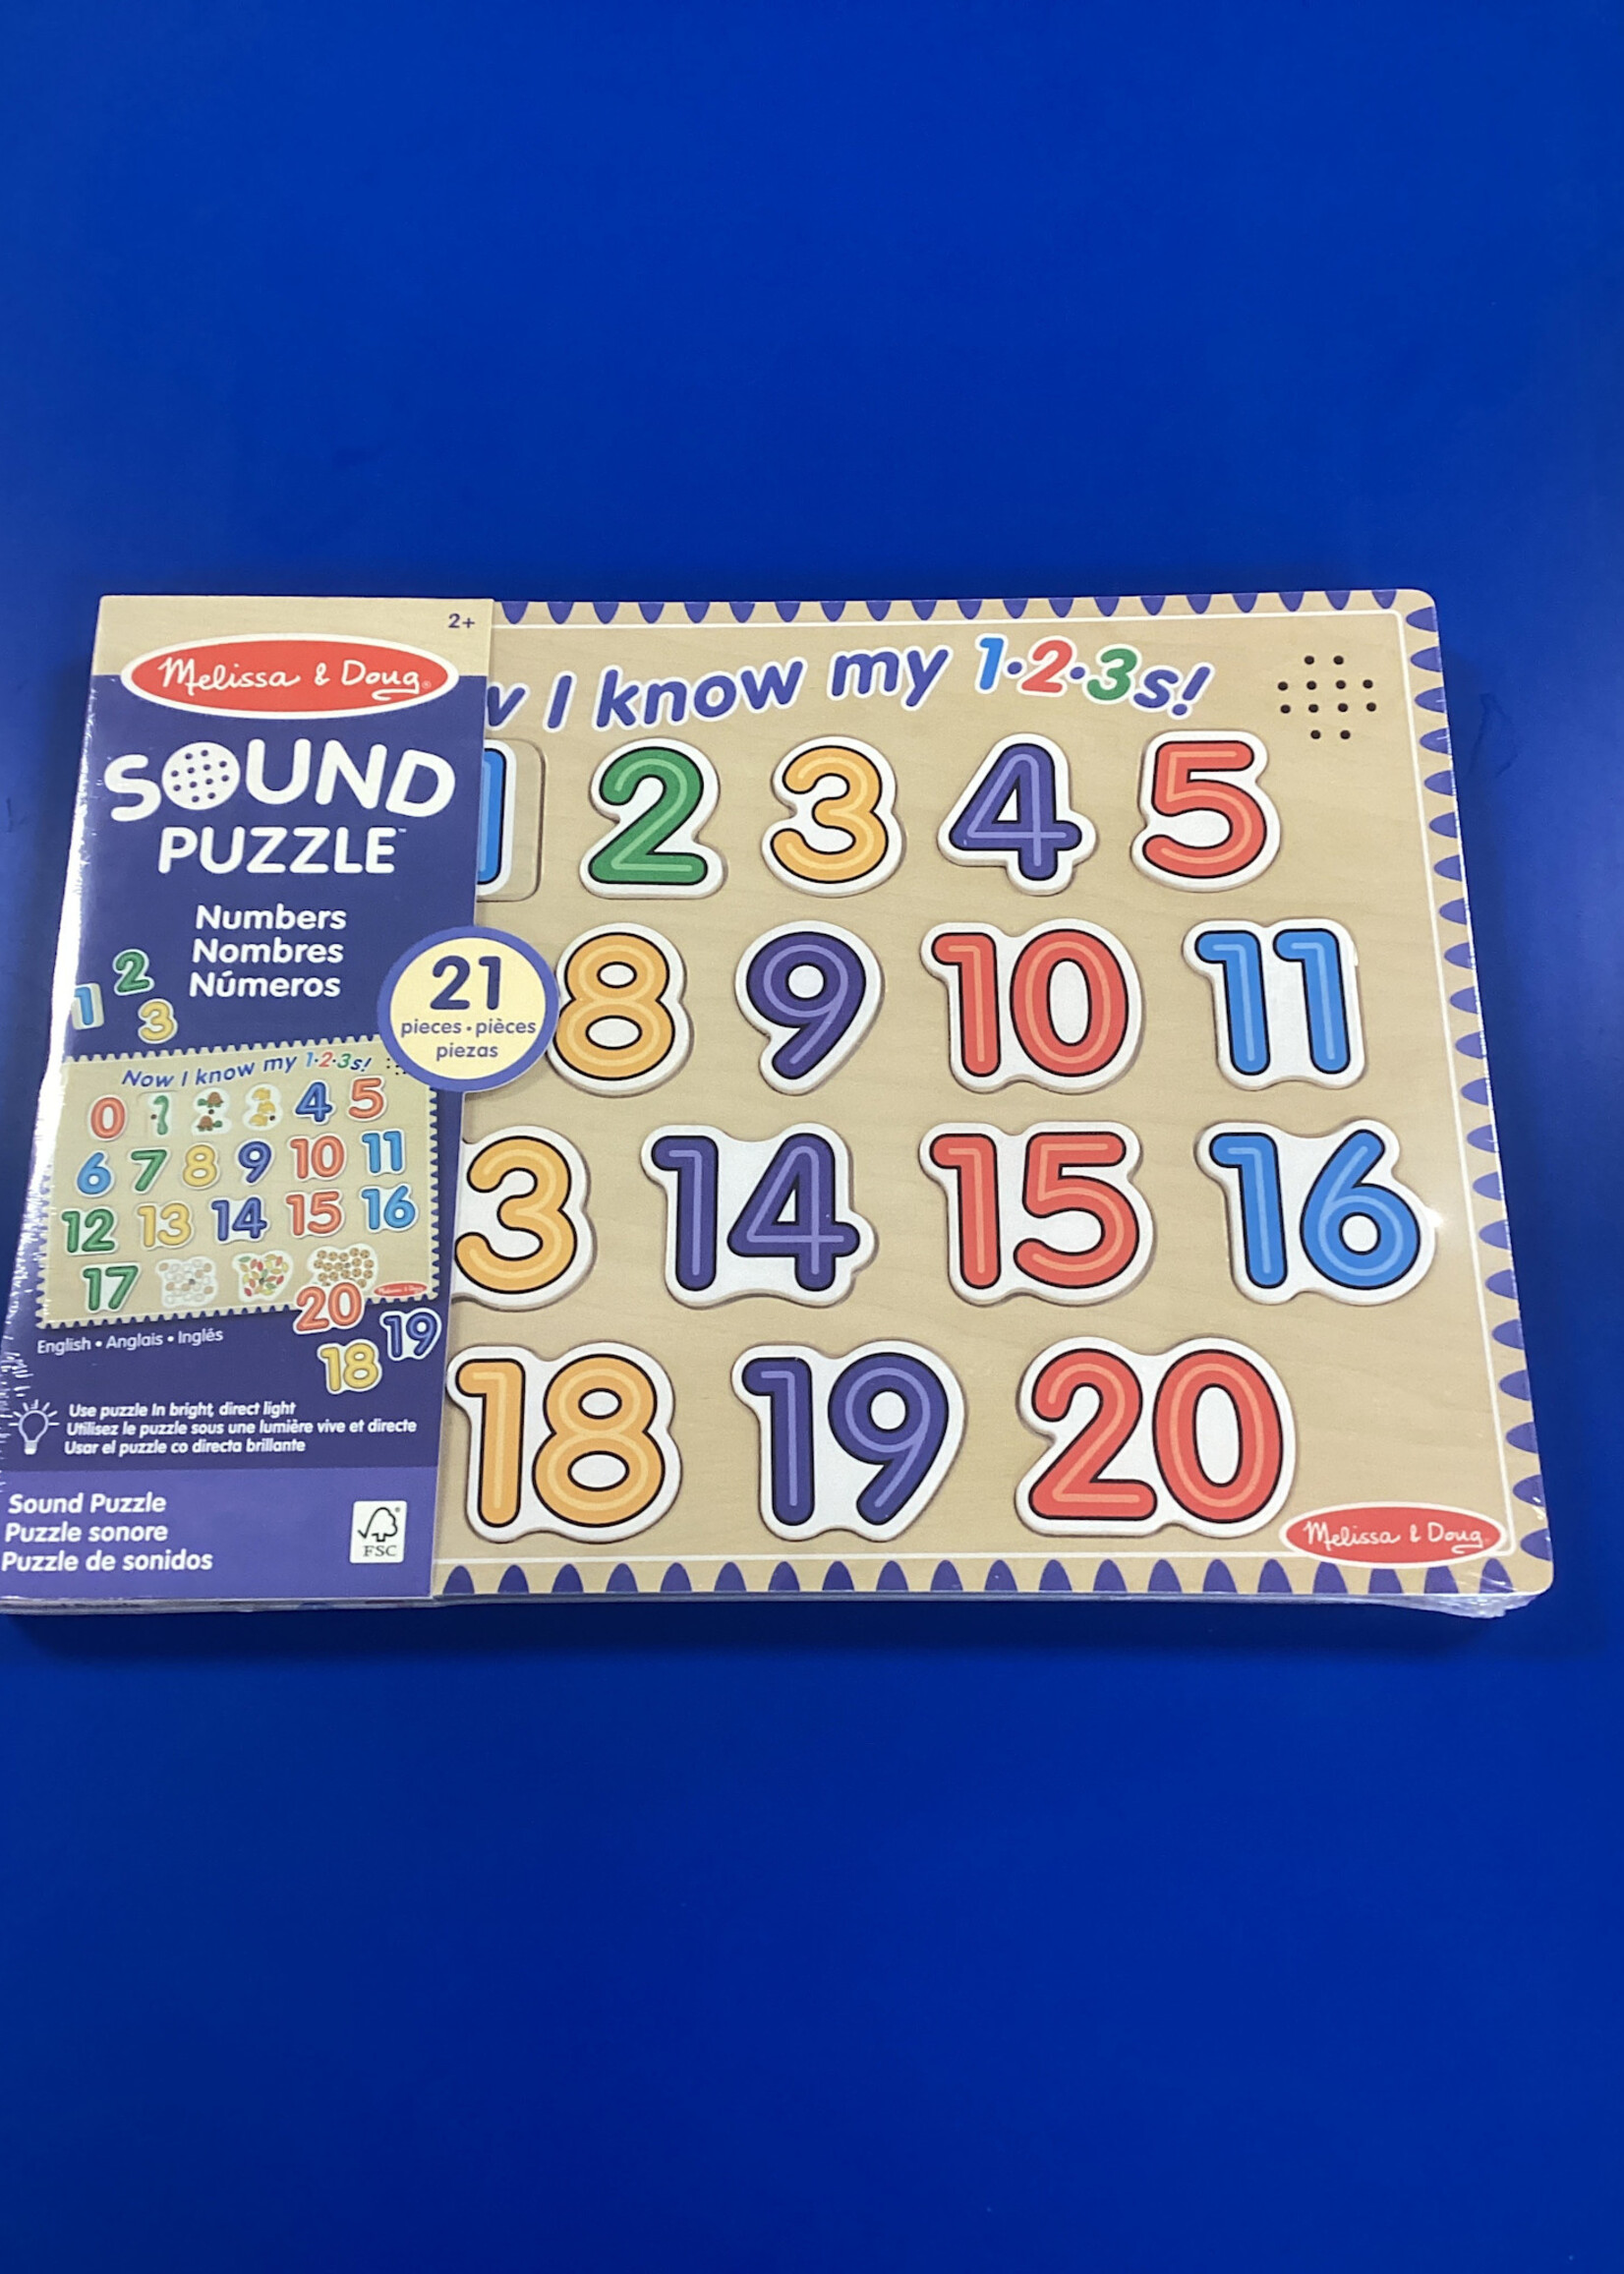 2+
Melissa & Doug®
SOUND
PUZZLE™
Numbers
Nombres
Números
1
2
3
21
pieces • pièces
piezas
Now I know my 1•2•3s!
0 4 5
6 7 8 9 10 11
12 13 14 15 16
17
Melissa & Doug
20
19
18
English • Anglais • Inglés
Use puzzle In bright, direct light
Utilisez le puzzle sous une lumière vive et directe
Usar el puzzle co directa brillante
Sound Puzzle
Puzzle sonore
Puzzle de sonidos
FSC®
w I know my 1•2•3s!
1 2 3 4 5
8 9 10 11
3 14 15 16
18 19 20
Melissa & Doug®